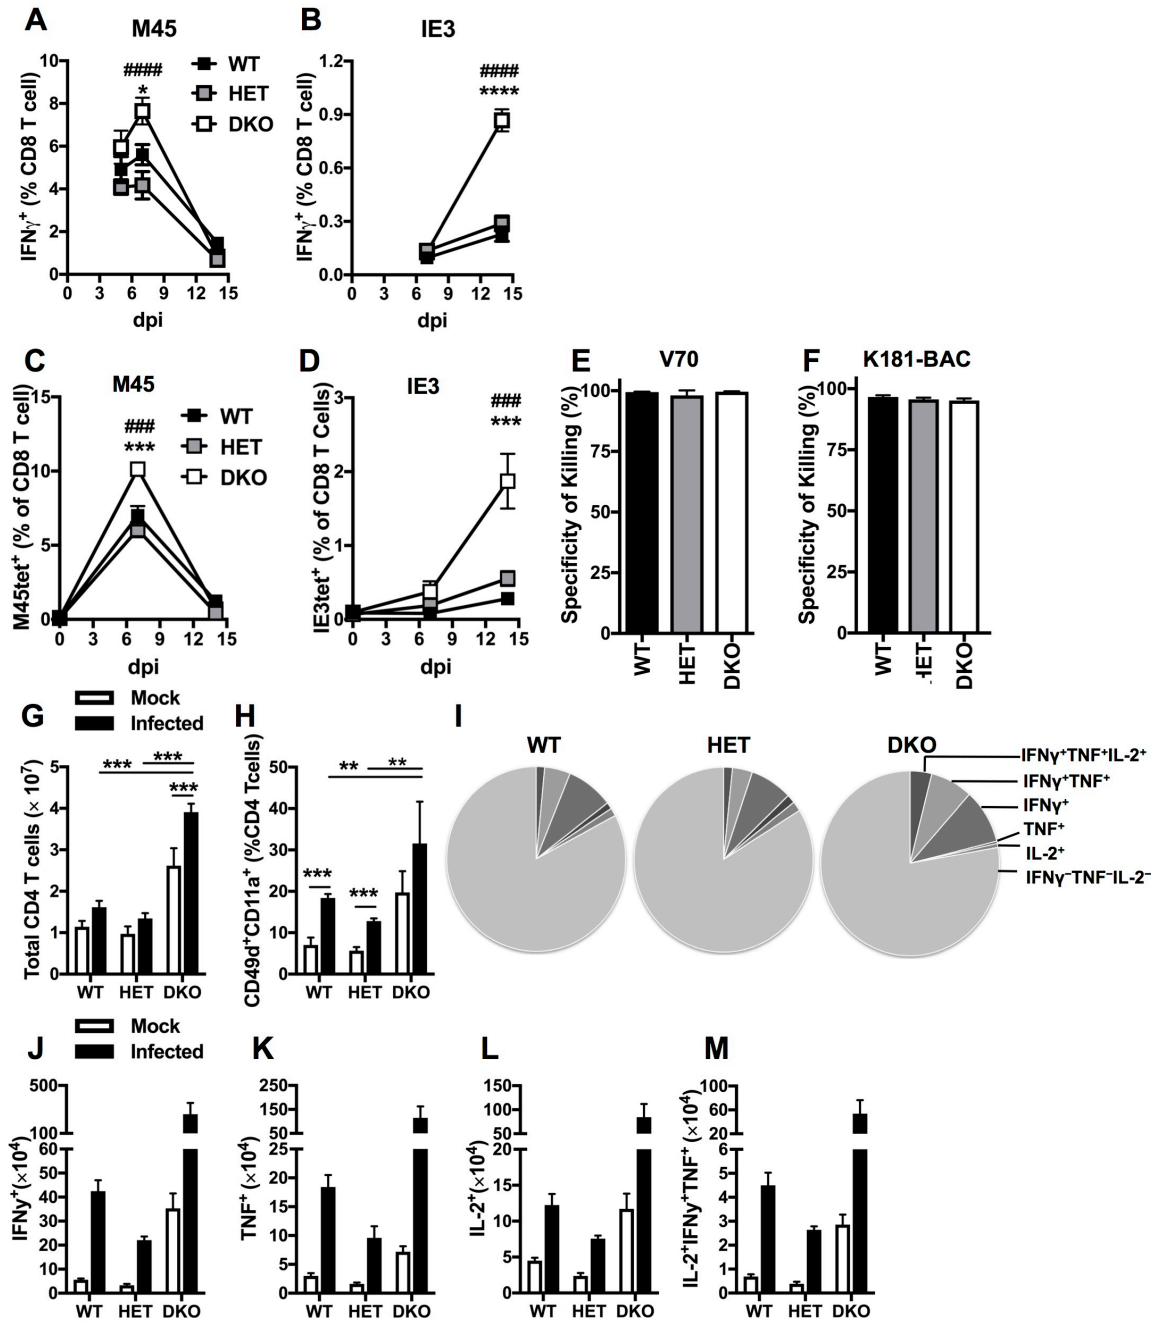 A
M45
IFNγ⁺ (% CD8 T cell)
10
8
6
4
2
0
0 3 6 9 12 15
dpi
####
*
WT
HET
DKO
B
IE3
IFNγ⁺ (% CD8 T cell)
1.2
0.9
0.6
0.3
0.0
0 3 6 9 12 15
dpi
####
****
C
M45
M45tet⁺ (% of CD8 T cell)
15
10
5
0
0 3 6 9 12 15
dpi
###
***
WT
HET
DKO
D
IE3
IE3tet⁺ (% of CD8 T Cells)
3
2
1
0
0 3 6 9 12 15
dpi
###
***
E
V70
Specificity of Killing (%)
100
75
50
25
0
WT
HET
DKO
F
K181-BAC
Specificity of Killing (%)
100
75
50
25
0
WT
HET
DKO
Mock
Infected
G
Total CD4 T cells (× 10⁷)
5
4
3
2
1
0
***
***
***
WT HET DKO
H
CD49d⁺CD11a⁺ (%CD4 Tcells)
50
40
30
20
10
0
**
**
***
***
WT HET DKO
I
WT
HET
DKO
IFNγ⁺TNF⁺IL-2⁺
IFNγ⁺TNF⁺
IFNγ⁺
TNF⁺
IL-2⁺
IFNγ⁻TNF⁻IL-2⁻
Mock
Infected
J
IFNy⁺(×10⁴)
500
100
60
50
40
30
20
10
0
WT HET DKO
K
TNF⁺ (×10⁴)
250
150
50
25
20
15
10
5
0
WT HET DKO
L
IL-2⁺(×10⁴)
150
100
50
20
15
10
5
0
WT HET DKO
M
IL-2⁺IFNy⁺TNF⁺ (×10⁴)
100
60
20
6
5
4
3
2
1
0
WT HET DKO